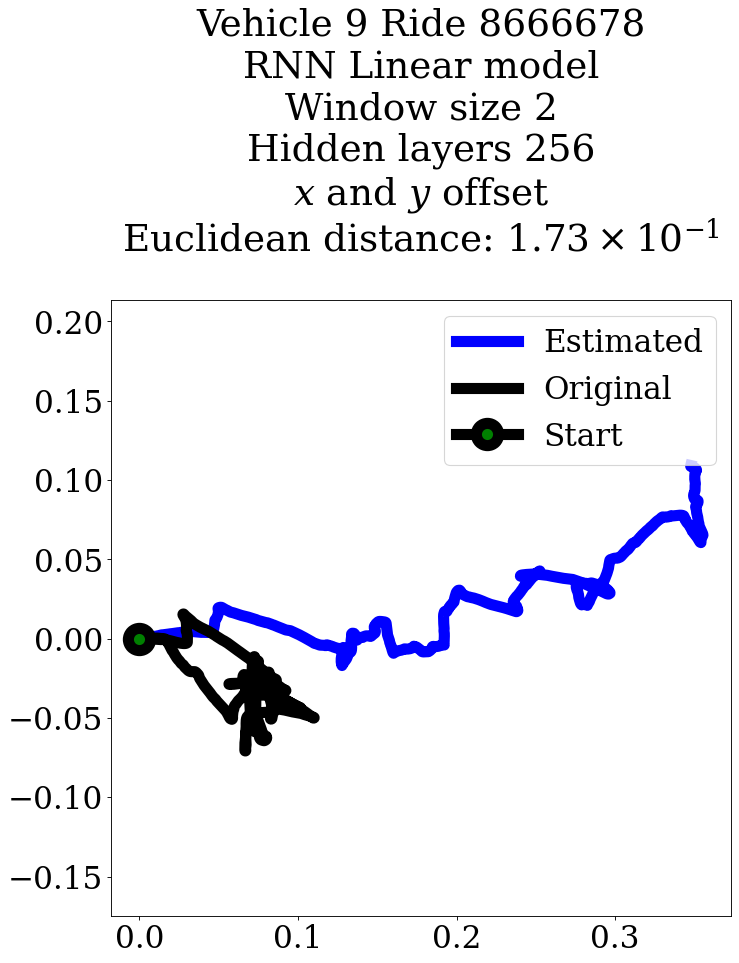 Vehicle 9 Ride 8666678
RNN Linear model
Window size 2
Hidden layers 256
x and y offset
Euclidean distance: 1.73 × 10⁻¹
Estimated
Original
Start
0.20
0.15
0.10
0.05
0.00
−0.05
−0.10
−0.15
0.0 0.1 0.2 0.3